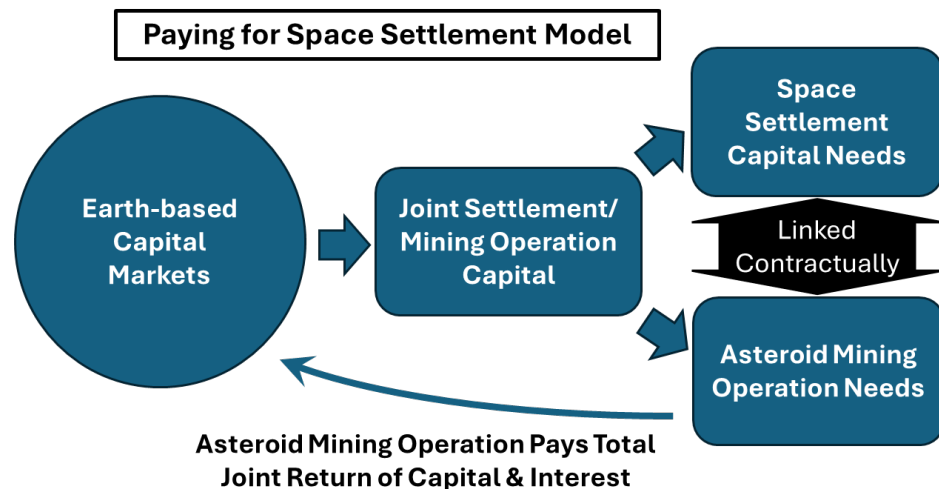 Paying for Space Settlement Model
Earth-based
Capital
Markets
Joint Settlement/
Mining Operation
Capital
Space
Settlement
Capital Needs
Linked
Contractually
Asteroid Mining
Operation Needs
Asteroid Mining Operation Pays Total
Joint Return of Capital & Interest